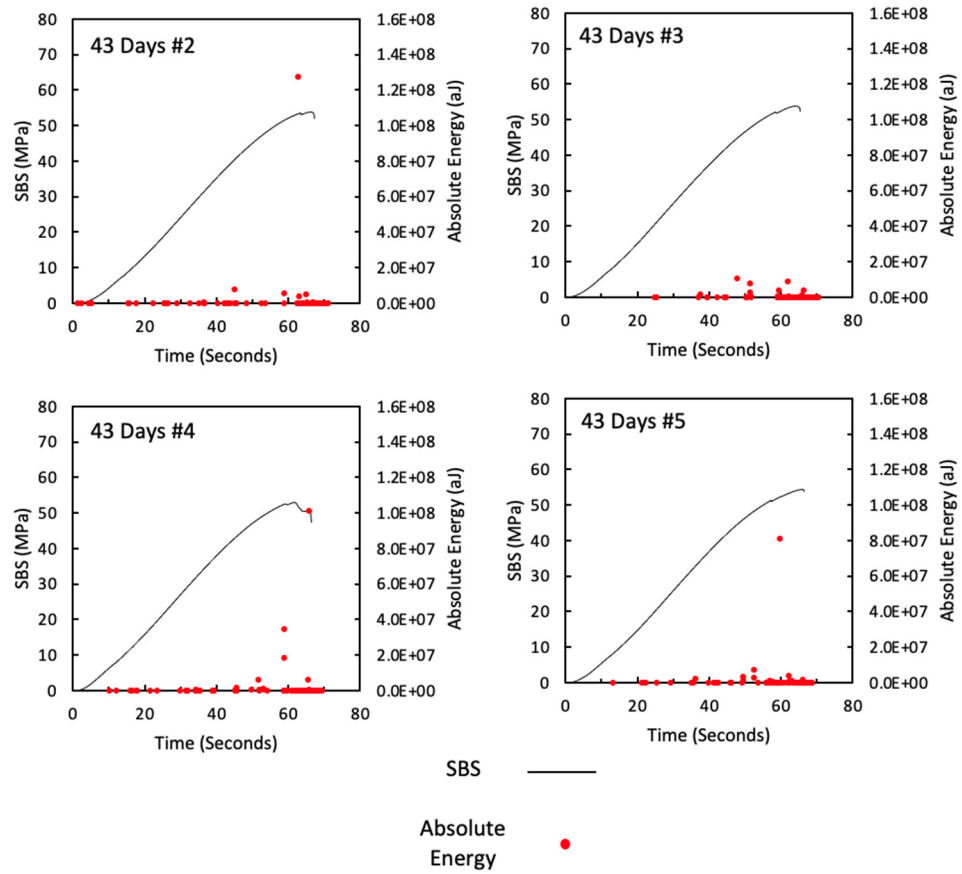 43 Days #2
SBS (MPa)
80
70
60
50
40
30
20
10
0
0 20 40 60 80
Time (Seconds)
1.6E+08
1.4E+08
1.2E+08
1.0E+08
8.0E+07
6.0E+07
4.0E+07
2.0E+07
0.0E+00
Absolute Energy (aJ)
43 Days #3
SBS (MPa)
80
70
60
50
40
30
20
10
0
0 20 40 60 80
Time (Seconds)
1.6E+08
1.4E+08
1.2E+08
1.0E+08
8.0E+07
6.0E+07
4.0E+07
2.0E+07
0.0E+00
Absolute Energy (aJ)
43 Days #4
SBS (MPa)
80
70
60
50
40
30
20
10
0
0 20 40 60 80
Time (Seconds)
1.6E+08
1.4E+08
1.2E+08
1.0E+08
8.0E+07
6.0E+07
4.0E+07
2.0E+07
0.0E+00
Absolute Energy (aJ)
43 Days #5
SBS (MPa)
80
70
60
50
40
30
20
10
0
0 20 40 60 80
Time (Seconds)
1.6E+08
1.4E+08
1.2E+08
1.0E+08
8.0E+07
6.0E+07
4.0E+07
2.0E+07
0.0E+00
Absolute Energy (aJ)
SBS
Absolute
Energy